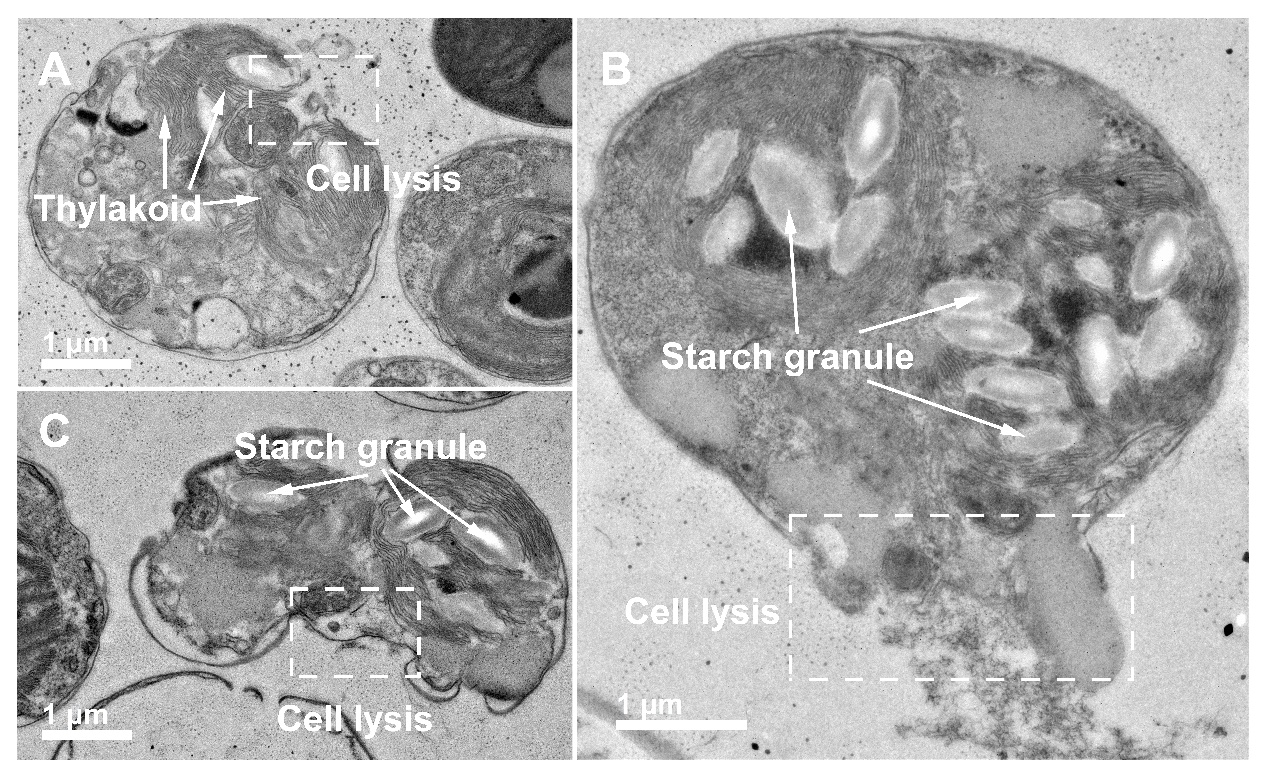 A
Cell lysis
Thylakoid
1 µm
B
Starch granule
Cell lysis
1 µm
C
Starch granule
Cell lysis
1 µm